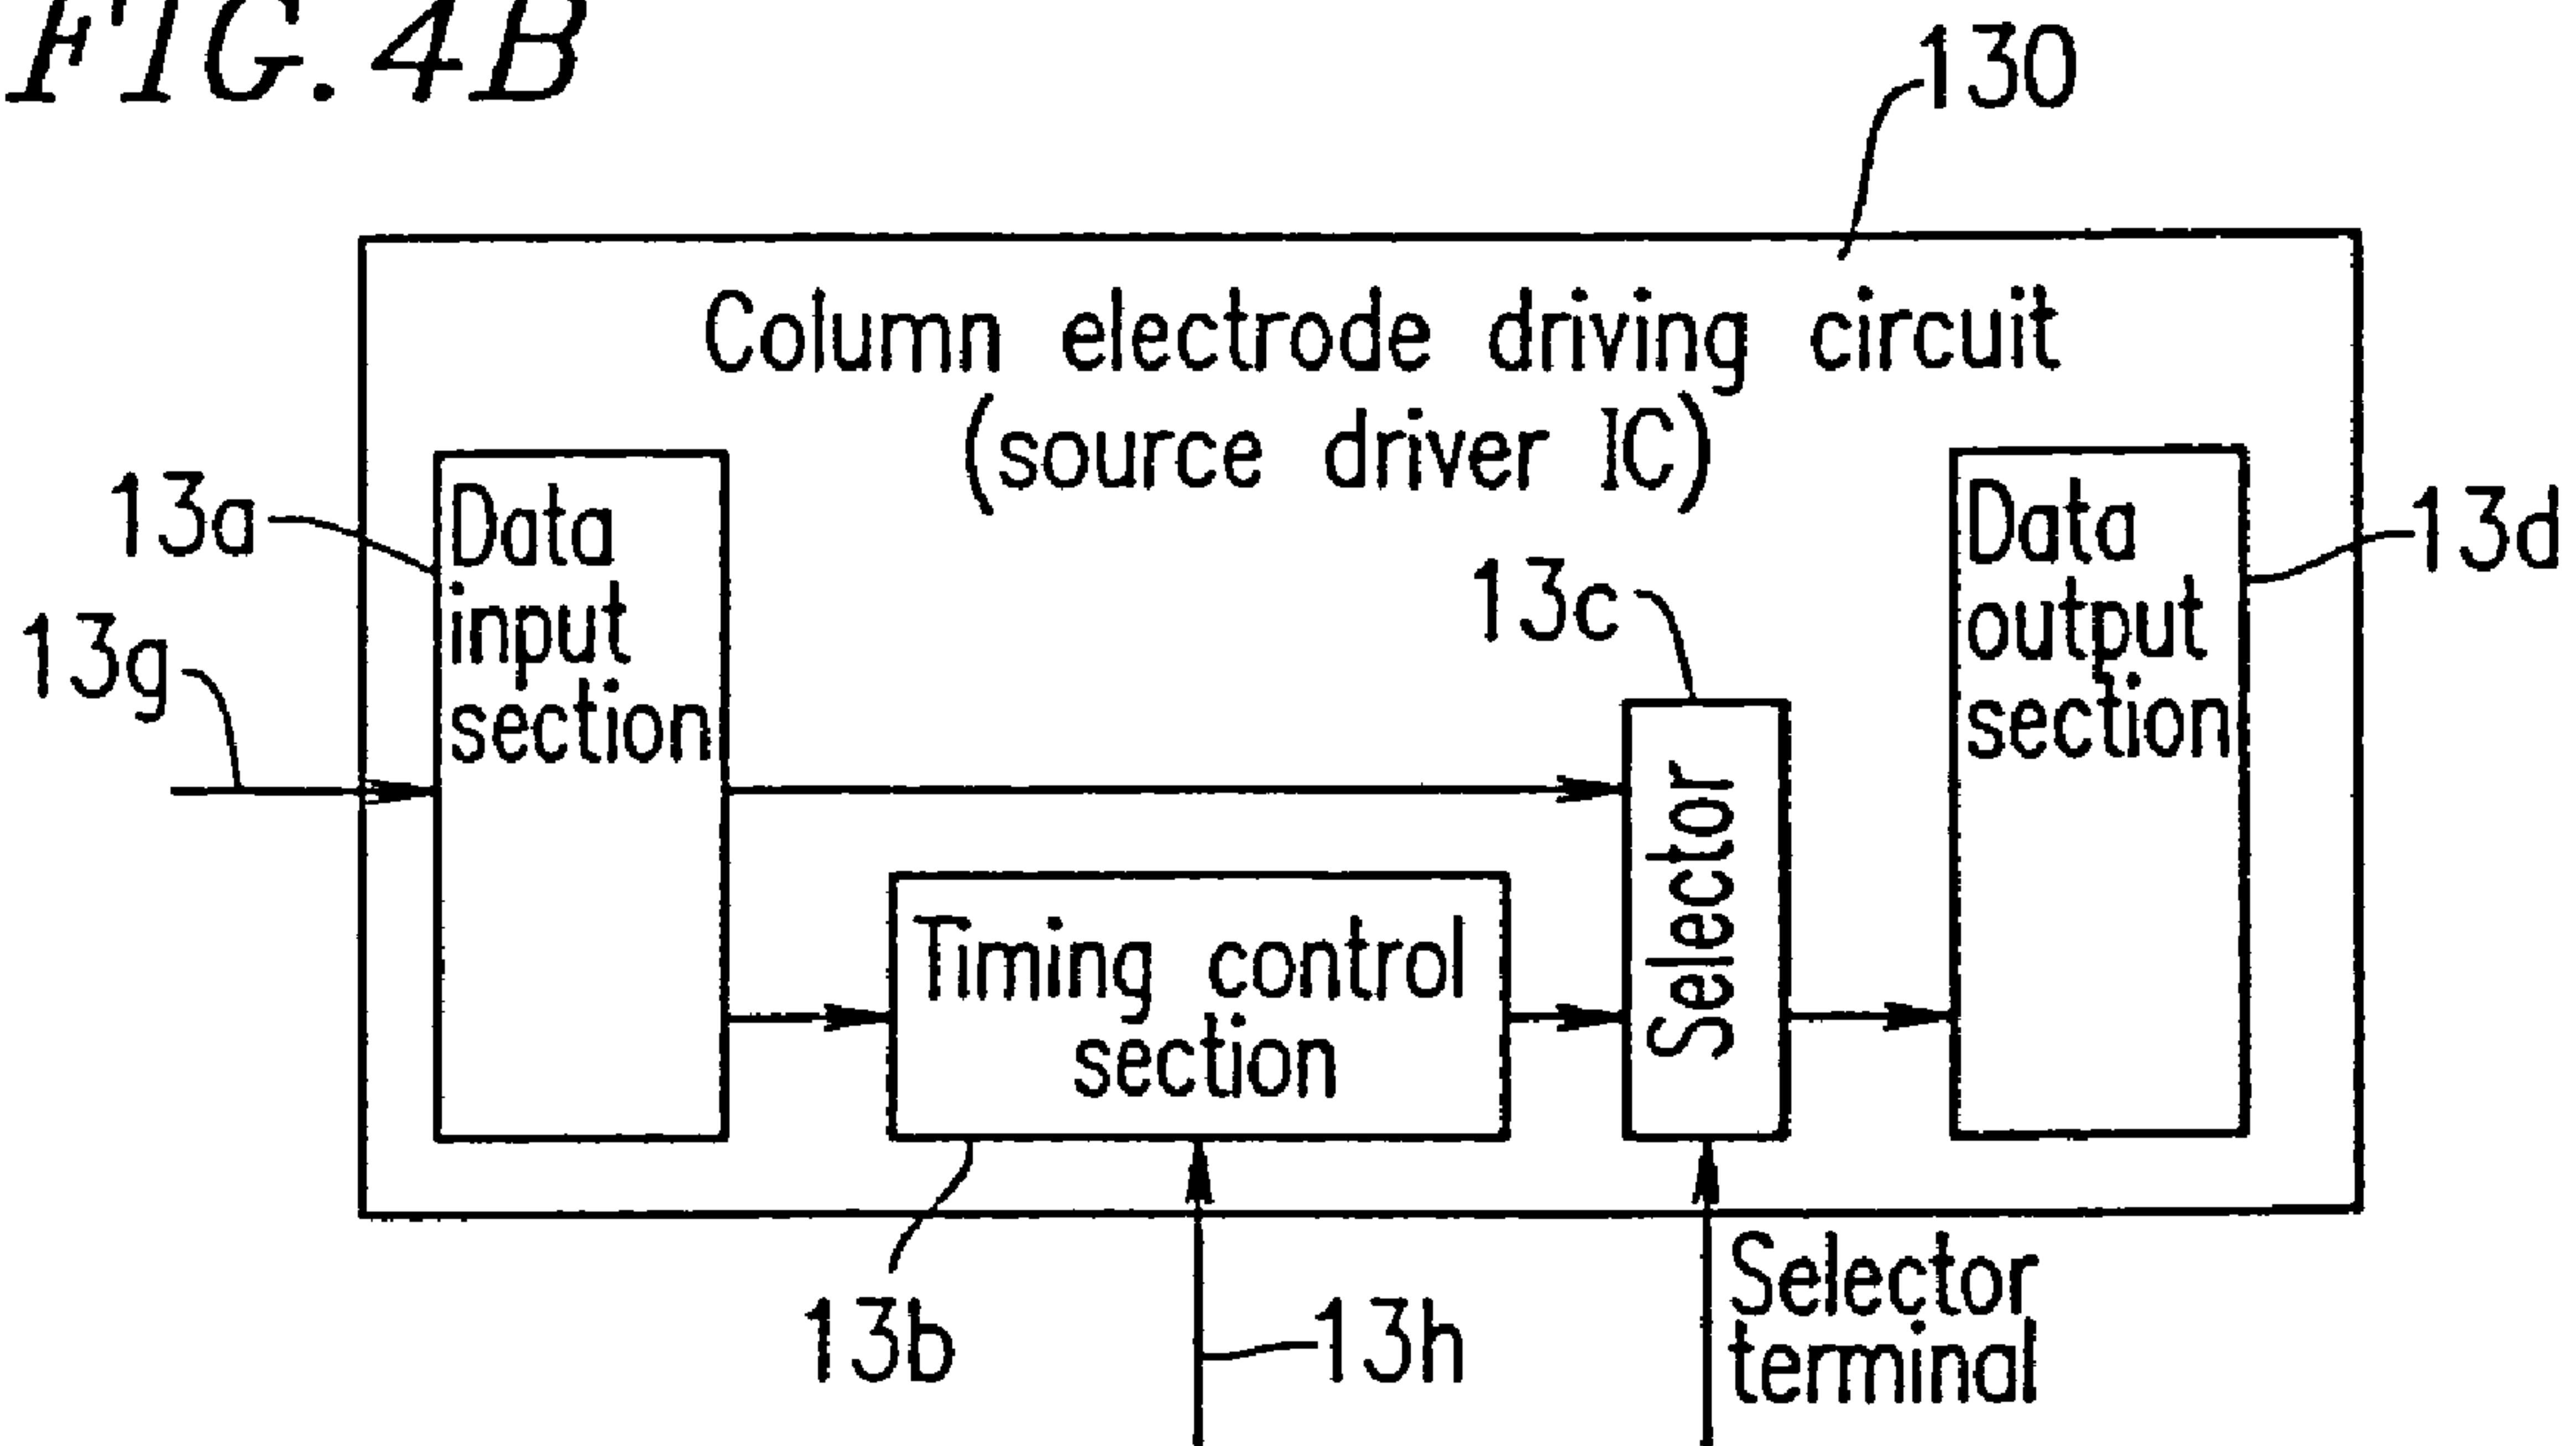 FIG. 4B
130
Column electrode driving circuit
(source driver IC)
13a
Data
input
section
13g
13c
Selector
Data
output
section
13d
Timing control
section
13b
13h
Selector
terminal